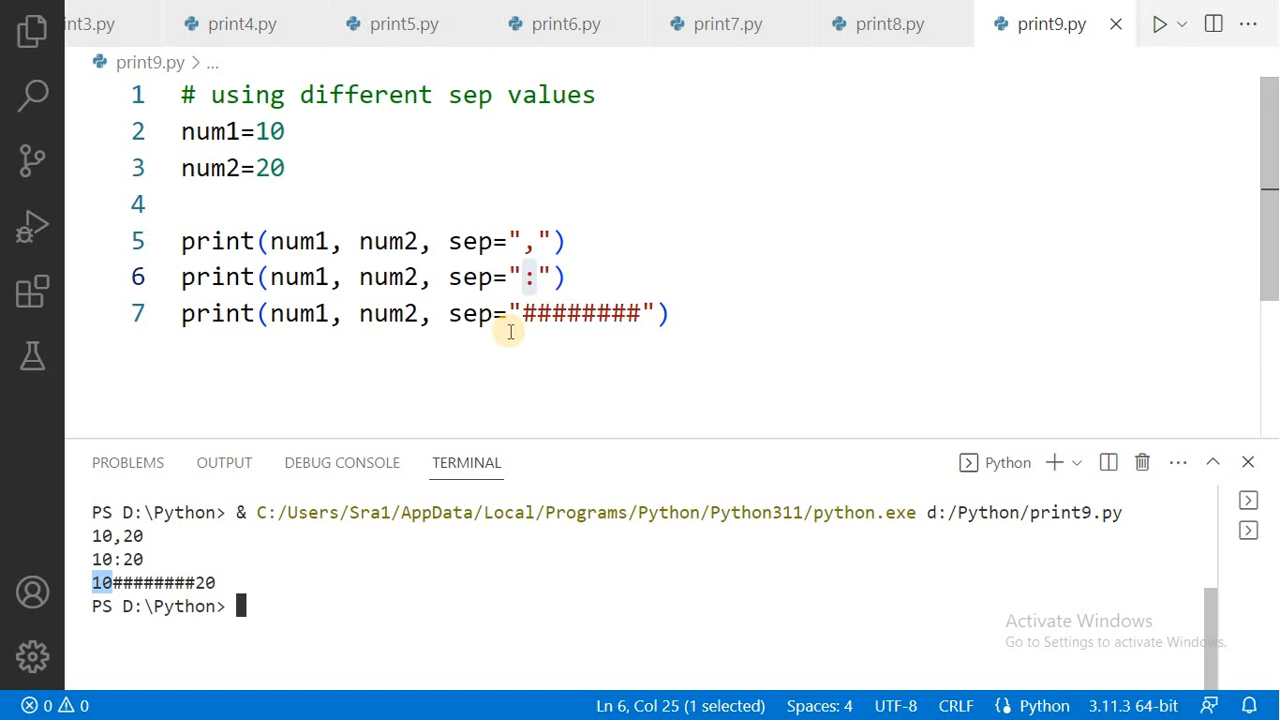 int3.py print4.py print5.py print6.py print7.py print8.py print9.py
print9.py > ...
1 # using different sep values
2 num1=10
3 num2=20
4
5 print(num1, num2, sep=",")
6 print(num1, num2, sep=":")
7 print(num1, num2, sep="########")
PROBLEMS OUTPUT DEBUG CONSOLE TERMINAL Python
PS D:\Python> & C:/Users/Sra1/AppData/Local/Programs/Python/Python311/python.exe d:/Python/print9.py
10,20
10:20
10########20
PS D:\Python>
Activate Windows
Go to Settings to activate Windows.
0 0 Ln 6, Col 25 (1 selected) Spaces: 4 UTF-8 CRLF Python 3.11.3 64-bit